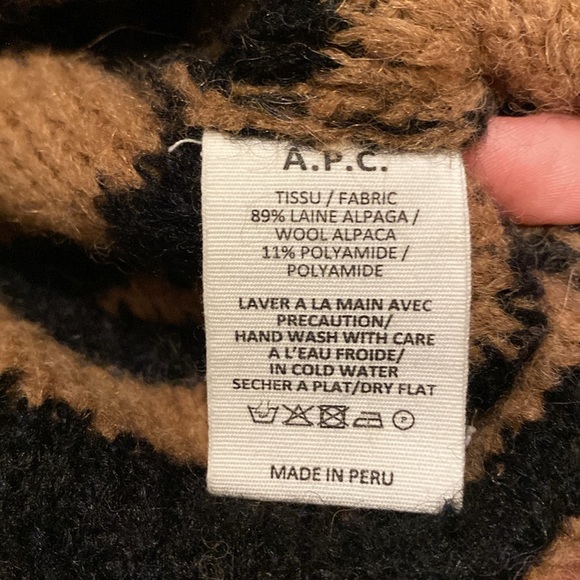 A.P.C.
TISSU / FABRIC
89% LAINE ALPAGA /
WOOL ALPACA
11% POLYAMIDE /
POLYAMIDE
LAVER A LA MAIN AVEC
PRECAUTION/
HAND WASH WITH CARE
A L'EAU FROIDE/
IN COLD WATER
SECHER A PLAT/DRY FLAT
P
MADE IN PERU